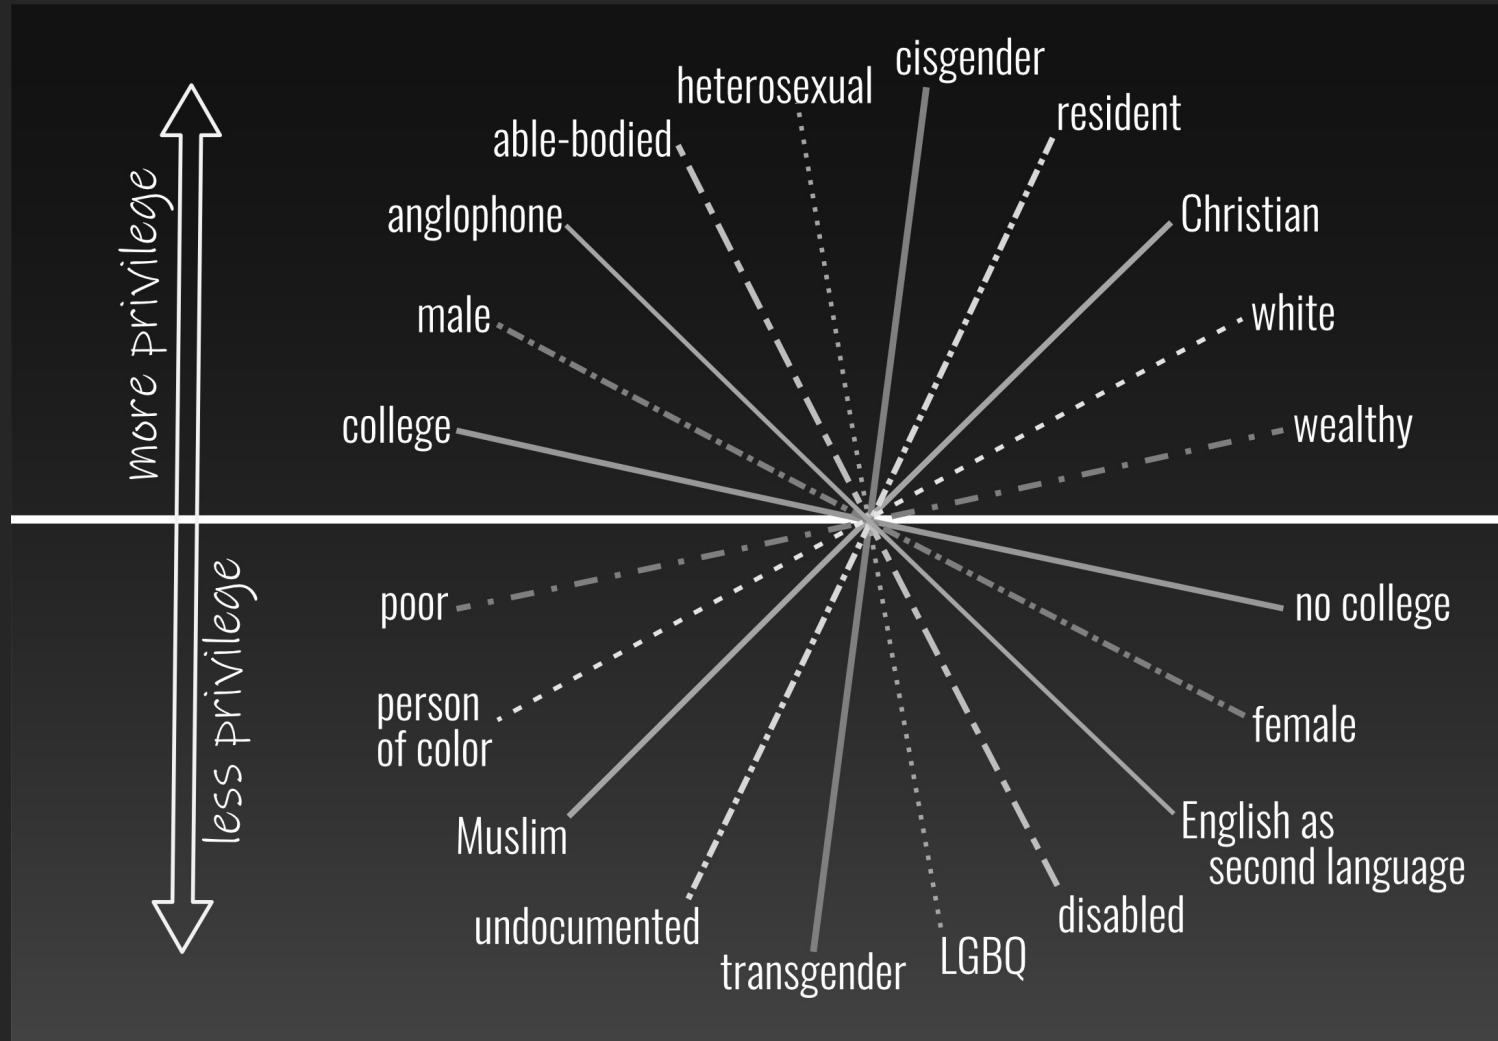 cisgender
heterosexual
resident
able-bodied
anglophone
Christian
male
white
college
wealthy
more privilege
less privilege
poor
no college
person
of color
female
Muslim
English as
second language
undocumented
disabled
transgender
LGBQ